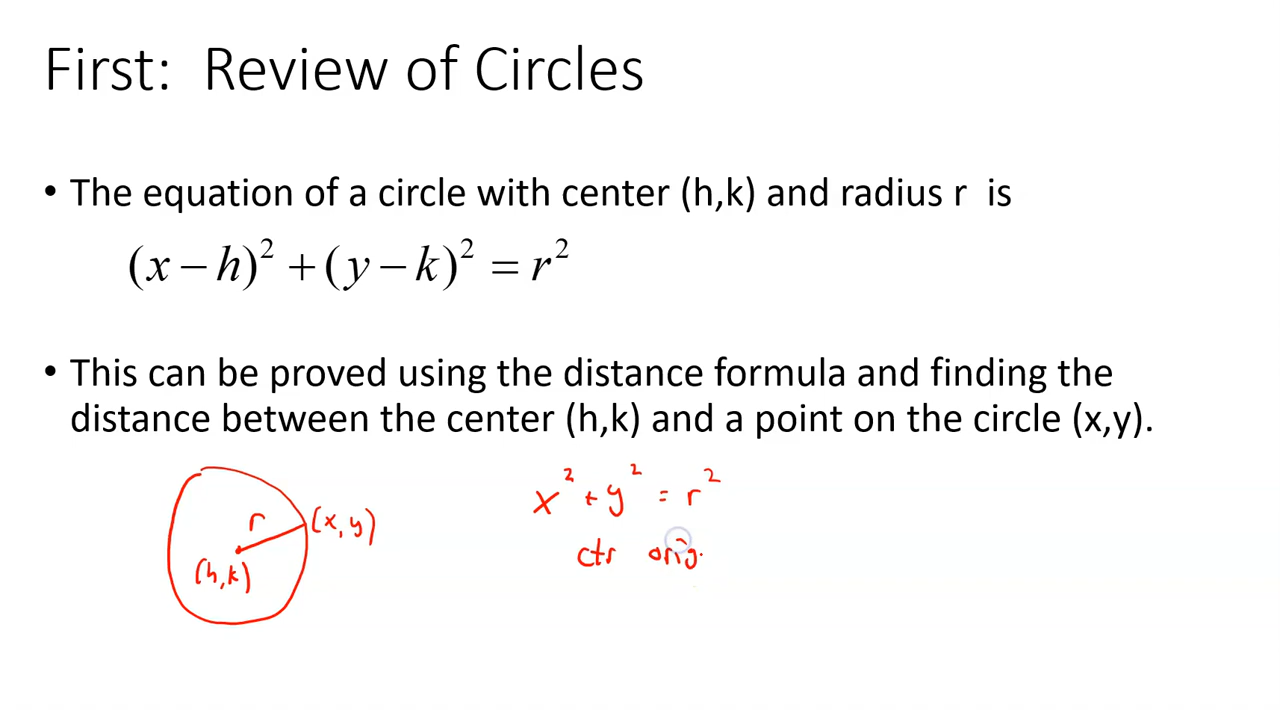 First: Review of Circles
• The equation of a circle with center (h,k) and radius r is
(x − h)² + (y − k)² = r²
• This can be proved using the distance formula and finding the
distance between the center (h,k) and a point on the circle (x,y).
r
(x,y)
(h,k)
x² + y² = r²
ctr orig.